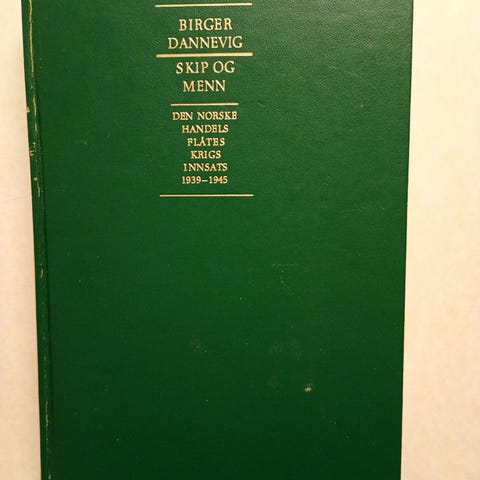 BIRGER
DANNEVIG
SKIP OG
MENN
DEN NORSKE
HANDELS
FLÅTES
KRIGS
INNSATS
1939–1945